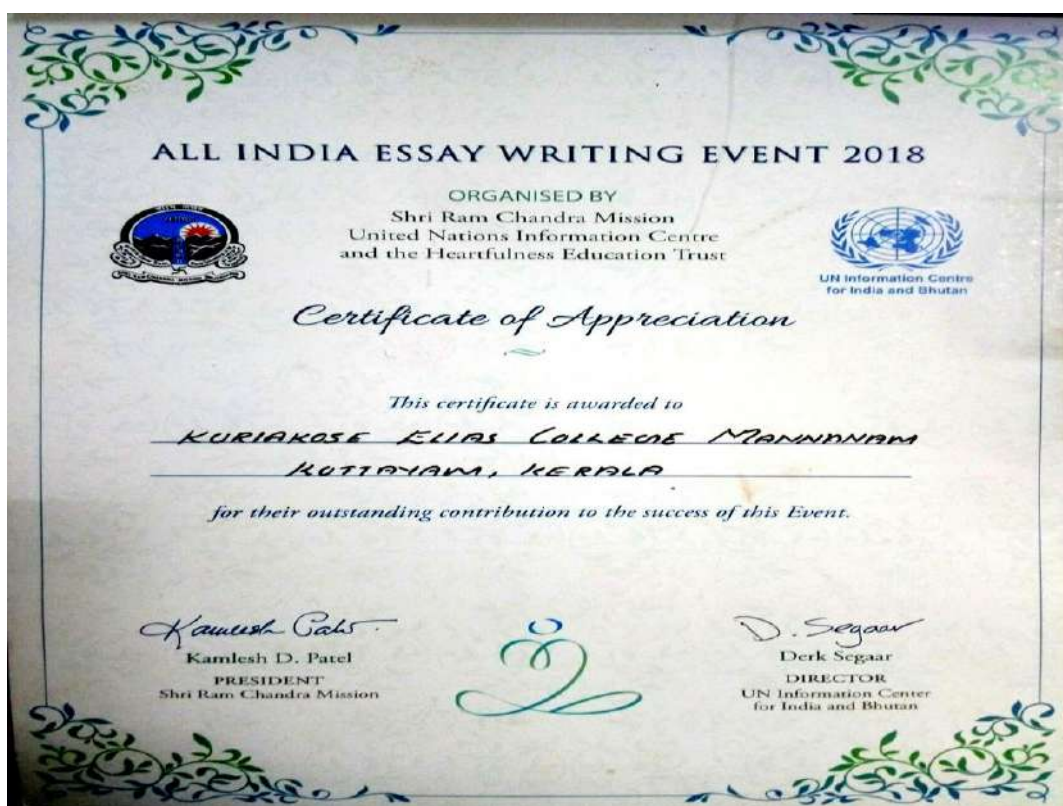 ALL INDIA ESSAY WRITING EVENT 2018
ORGANISED BY
Shri Ram Chandra Mission
United Nations Information Centre
and the Heartfulness Education Trust
UN Information Centre
for India and Bhutan
Certificate of Appreciation
This certificate is awarded to
KURIAKOSE ELIAS COLLEGE MANNANAM
KOTTAYAM, KERALA
for their outstanding contribution to the success of this Event.
D. Segaar
Kamlesh D. Patel
PRESIDENT
Shri Ram Chandra Mission
Derk Segaar
DIRECTOR
UN Information Center
for India and Bhutan